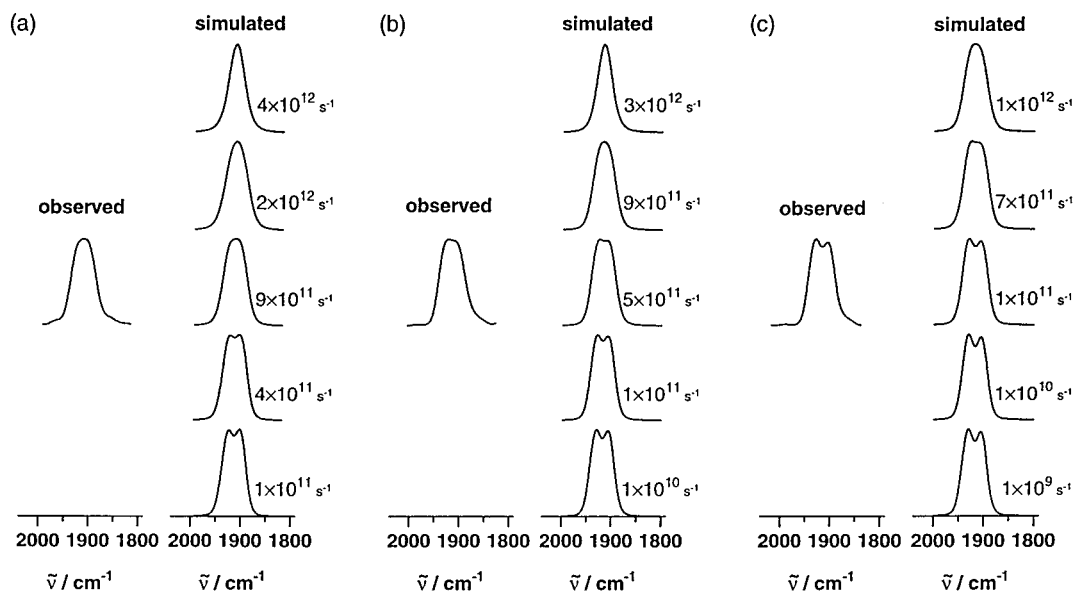 (a)
simulated
4×10¹² s⁻¹
2×10¹² s⁻¹
observed
9×10¹¹ s⁻¹
4×10¹¹ s⁻¹
1×10¹¹ s⁻¹
2000 1900 1800
2000 1900 1800
ṽ / cm⁻¹
ṽ / cm⁻¹
(b)
simulated
3×10¹² s⁻¹
9×10¹¹ s⁻¹
observed
5×10¹¹ s⁻¹
1×10¹¹ s⁻¹
1×10¹⁰ s⁻¹
2000 1900 1800
2000 1900 1800
ṽ / cm⁻¹
ṽ / cm⁻¹
(c)
simulated
1×10¹² s⁻¹
7×10¹¹ s⁻¹
observed
1×10¹¹ s⁻¹
1×10¹⁰ s⁻¹
1×10⁹ s⁻¹
2000 1900 1800
2000 1900 1800
ṽ / cm⁻¹
ṽ / cm⁻¹